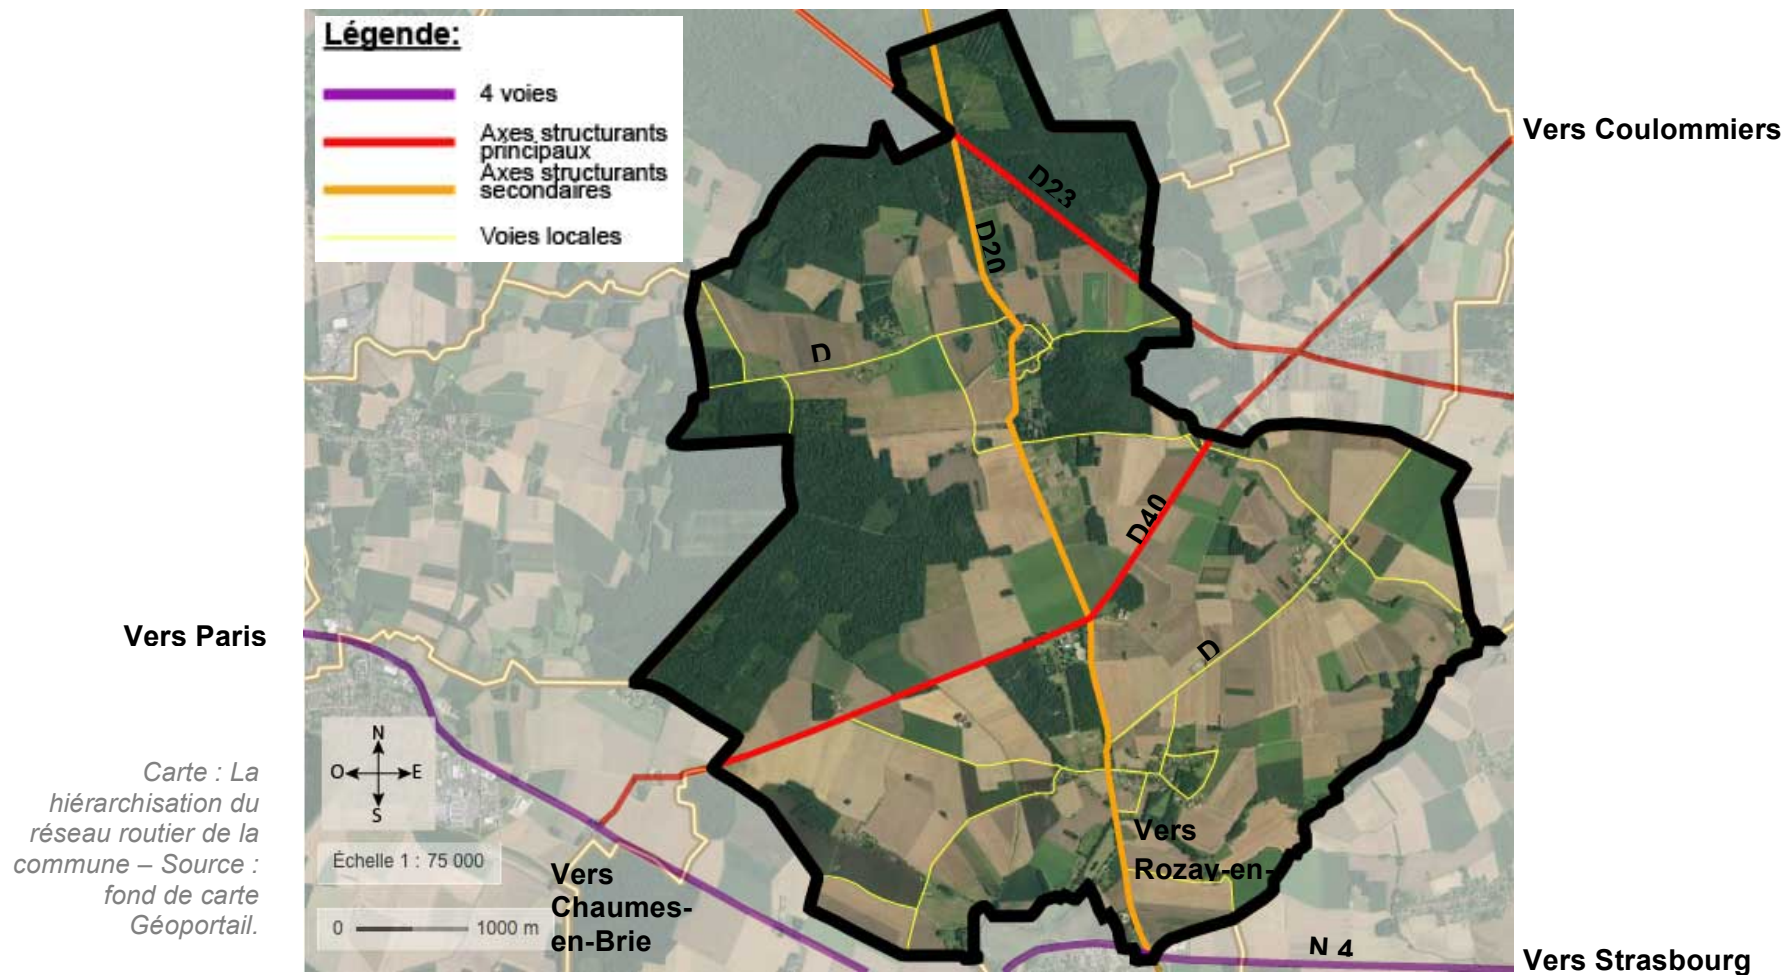 Légende:
4 voies
Axes structurants
principaux
Axes structurants
secondaires
Voies locales
Vers Coulommiers
D23
D20
D
D40
D
Vers Paris
N
O
E
S
Échelle 1 : 75 000
0
1000 m
Carte : La
hiérarchisation du
réseau routier de la
commune – Source :
fond de carte
Géoportail.
Vers
Chaumes-
en-Brie
Vers
Rozay-en-
N 4
Vers Strasbourg